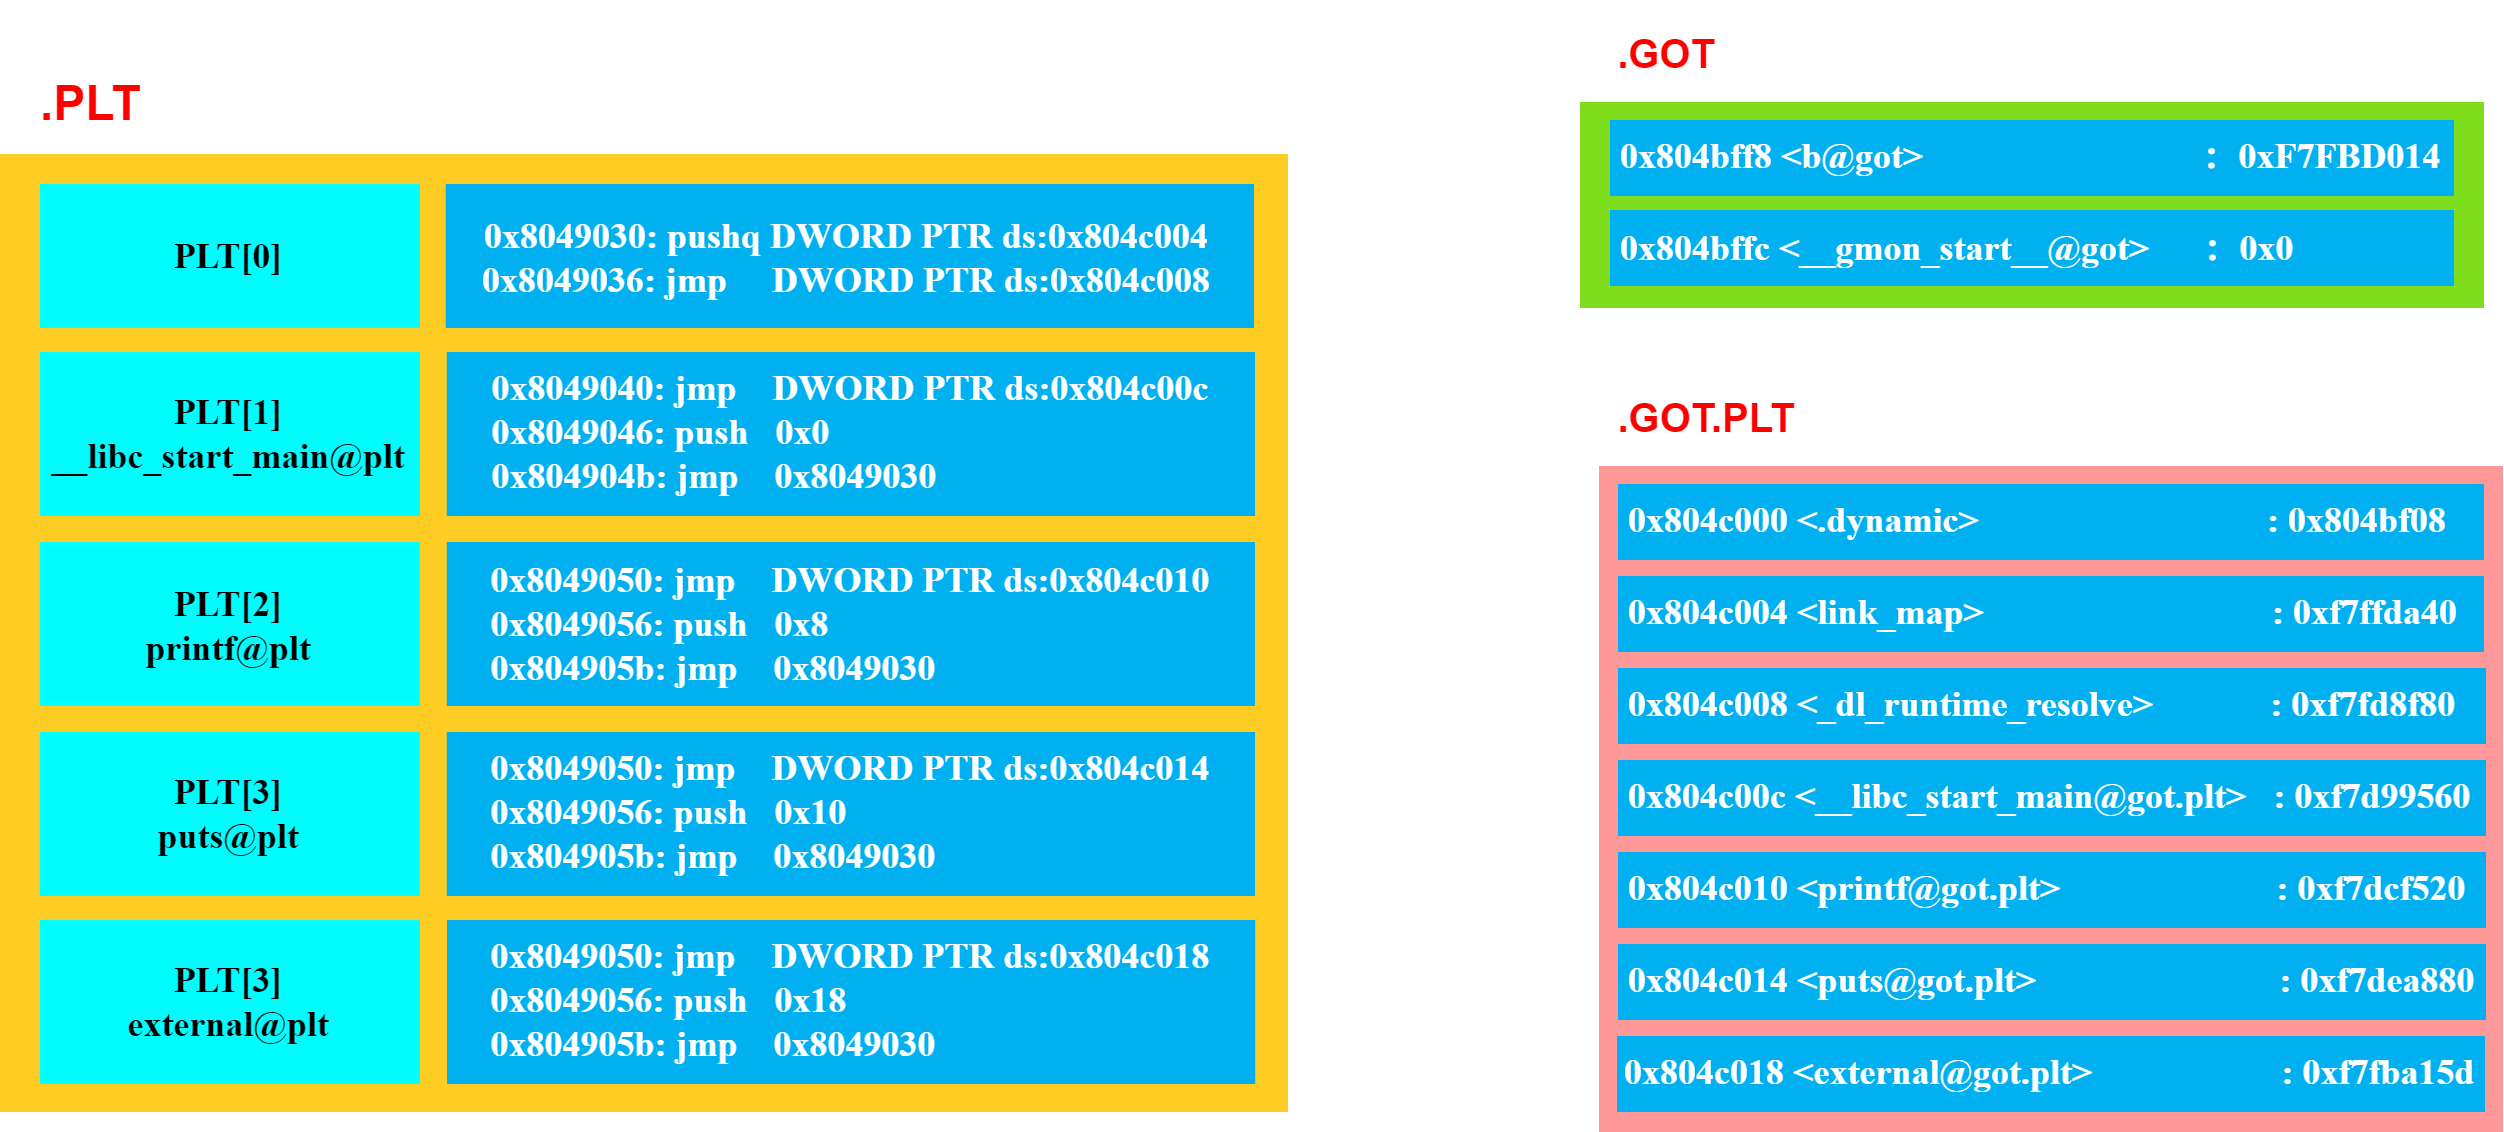 .PLT
PLT[0]
0x8049030: pushq DWORD PTR ds:0x804c004
0x8049036: jmp DWORD PTR ds:0x804c008
PLT[1]
__libc_start_main@plt
0x8049040: jmp DWORD PTR ds:0x804c00c
0x8049046: push 0x0
0x804904b: jmp 0x8049030
PLT[2]
printf@plt
0x8049050: jmp DWORD PTR ds:0x804c010
0x8049056: push 0x8
0x804905b: jmp 0x8049030
PLT[3]
puts@plt
0x8049050: jmp DWORD PTR ds:0x804c014
0x8049056: push 0x10
0x804905b: jmp 0x8049030
PLT[3]
external@plt
0x8049050: jmp DWORD PTR ds:0x804c018
0x8049056: push 0x18
0x804905b: jmp 0x8049030
.GOT
0x804bff8 <b@got> : 0xF7FBD014
0x804bffc <__gmon_start__@got> : 0x0
.GOT.PLT
0x804c000 <.dynamic> : 0x804bf08
0x804c004 <link_map> : 0xf7ffda40
0x804c008 <_dl_runtime_resolve> : 0xf7fd8f80
0x804c00c <__libc_start_main@got.plt> : 0xf7d99560
0x804c010 <printf@got.plt> : 0xf7dcf520
0x804c014 <puts@got.plt> : 0xf7dea880
0x804c018 <external@got.plt> : 0xf7fba15d